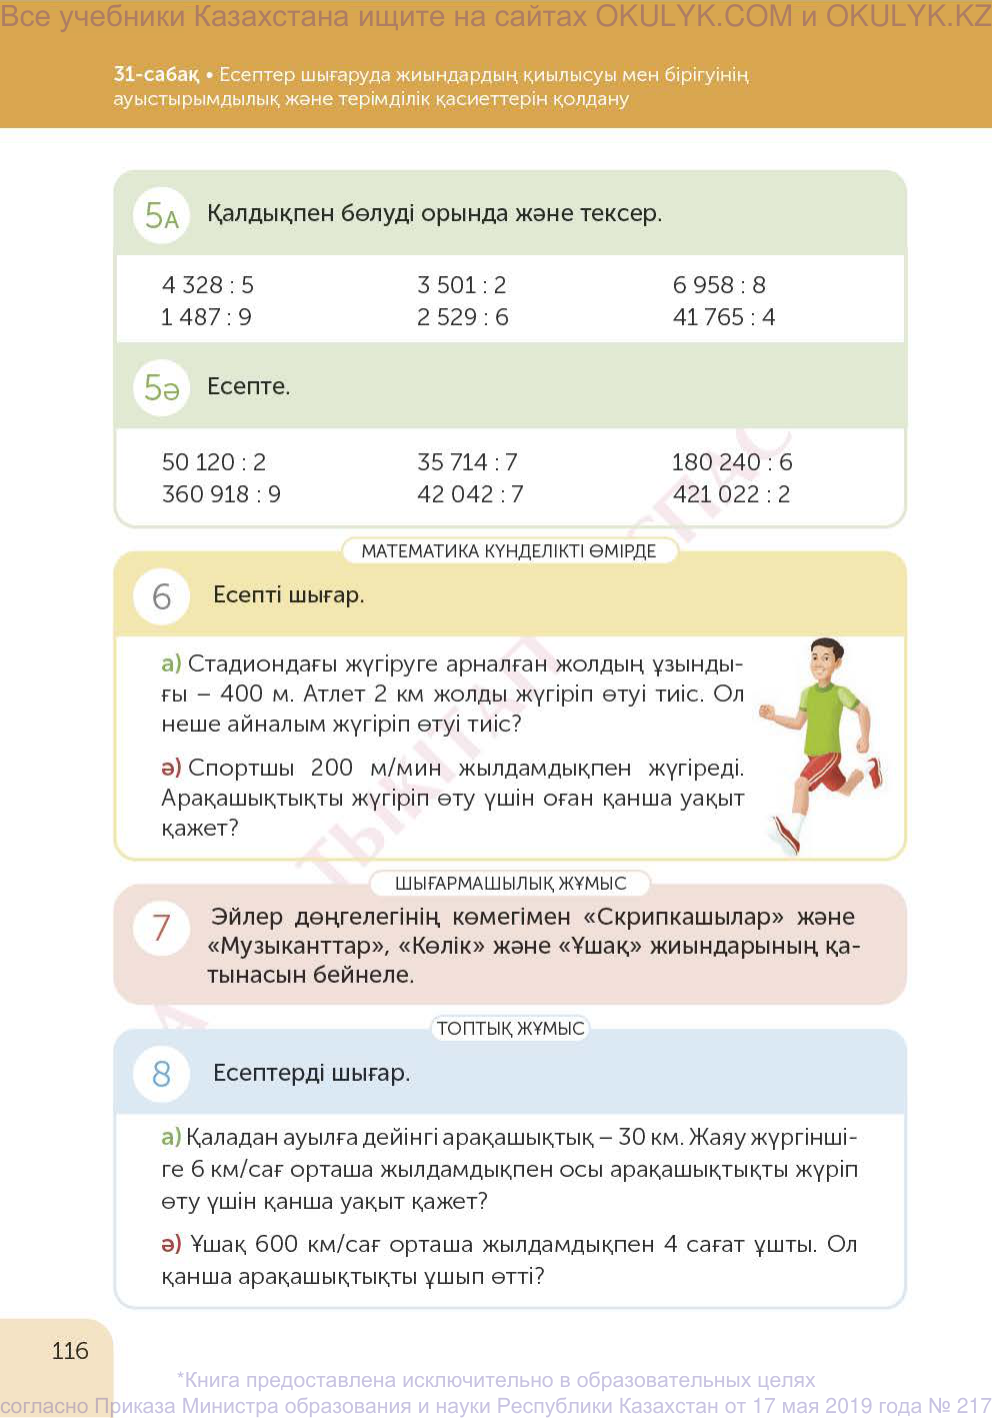 Все учебники Казахстана ищите на сайтах OKULYK.COM и OKULYK.KZ
31-сабақ • Есептер шығаруда жиындардың қиылысуы мен бірігуінің
ауыстырымдылық және терімділік қасиеттерін қолдану
5А Қалдықпен бөлуді орында және тексер.
4 328 : 5 3 501 : 2 6 958 : 8
1 487 : 9 2 529 : 6 41 765 : 4
5ә Есепте.
50 120 : 2 35 714 : 7 180 240 : 6
360 918 : 9 42 042 : 7 421 022 : 2
МАТЕМАТИКА КҮНДЕЛІКТІ ӨМІРДЕ
6 Есепті шығар.
а) Стадиондағы жүгіруге арналған жолдың ұзынды-
ғы – 400 м. Атлет 2 км жолды жүгіріп өтуі тиіс. Ол
неше айналым жүгіріп өтуі тиіс?
ә) Спортшы 200 м/мин жылдамдықпен жүгіреді.
Арақашықтықты жүгіріп өту үшін оған қанша уақыт
қажет?
ШЫҒАРМАШЫЛЫҚ ЖҰМЫС
7 Эйлер дөңгелегінің көмегімен «Скрипкашылар» және
«Музыканттар», «Көлік» және «Ұшақ» жиындарының қа-
тынасын бейнеле.
ТОПТЫҚ ЖҰМЫС
8 Есептерді шығар.
а) Қаладан ауылға дейінгі арақашықтық – 30 км. Жаяу жүргінші-
ге 6 км/сағ орташа жылдамдықпен осы арақашықтықты жүріп
өту үшін қанша уақыт қажет?
ә) Ұшақ 600 км/сағ орташа жылдамдықпен 4 сағат ұшты. Ол
қанша арақашықтықты ұшып өтті?
116
*Книга предоставлена исключительно в образовательных целях
согласно Приказа Министра образования и науки Республики Казахстан от 17 мая 2019 года № 217